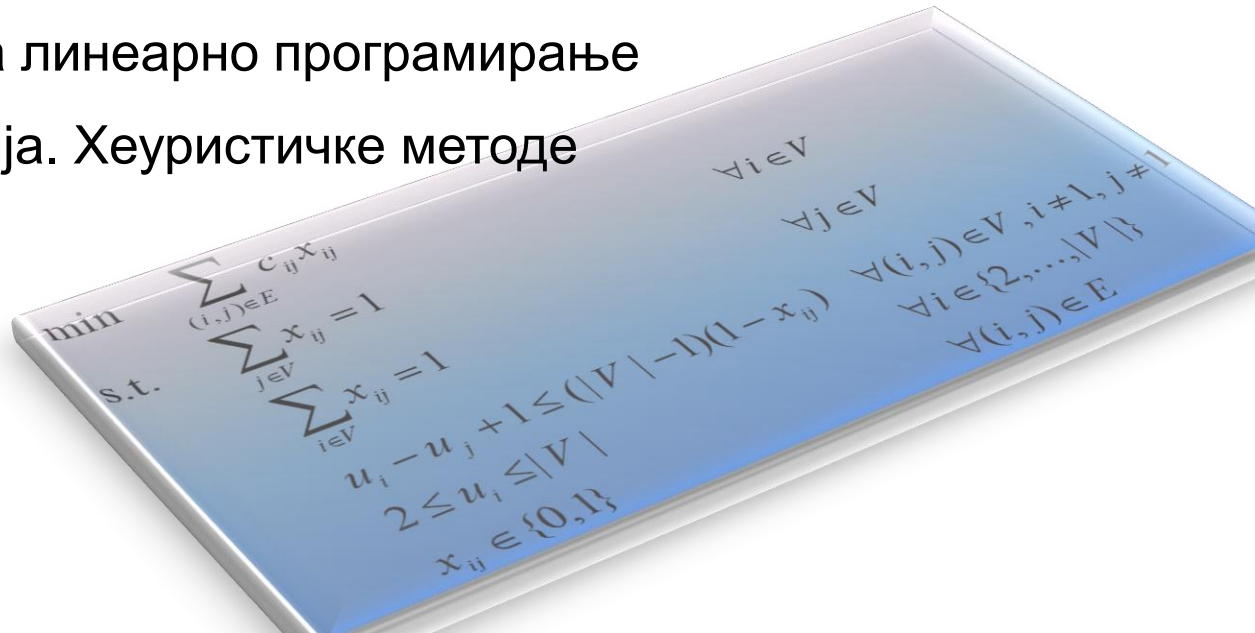 а линеарно програмирање
ја. Хеуристичке методе
min ∑_{(i,j)∈E} c_{ij} x_{ij}
s.t. ∑_{j∈V} x_{ij} = 1 ∀i∈V
∑_{i∈V} x_{ij} = 1 ∀j∈V
u_i − u_j + 1 ≤ (|V| − 1)(1 − x_{ij}) ∀(i,j)∈V, i≠1, j≠1
2 ≤ u_i ≤ |V| ∀i∈{2,…,|V|}
x_{ij} ∈ {0,1} ∀(i,j)∈E